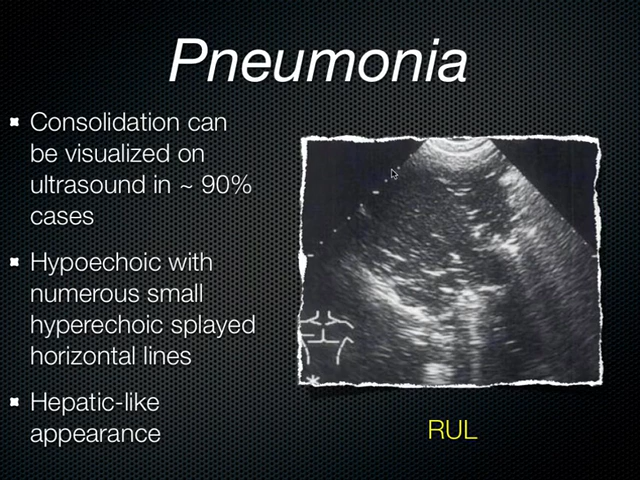 Pneumonia
Consolidation can
be visualized on
ultrasound in ~ 90%
cases
Hypoechoic with
numerous small
hyperechoic splayed
horizontal lines
Hepatic-like
appearance
RUL